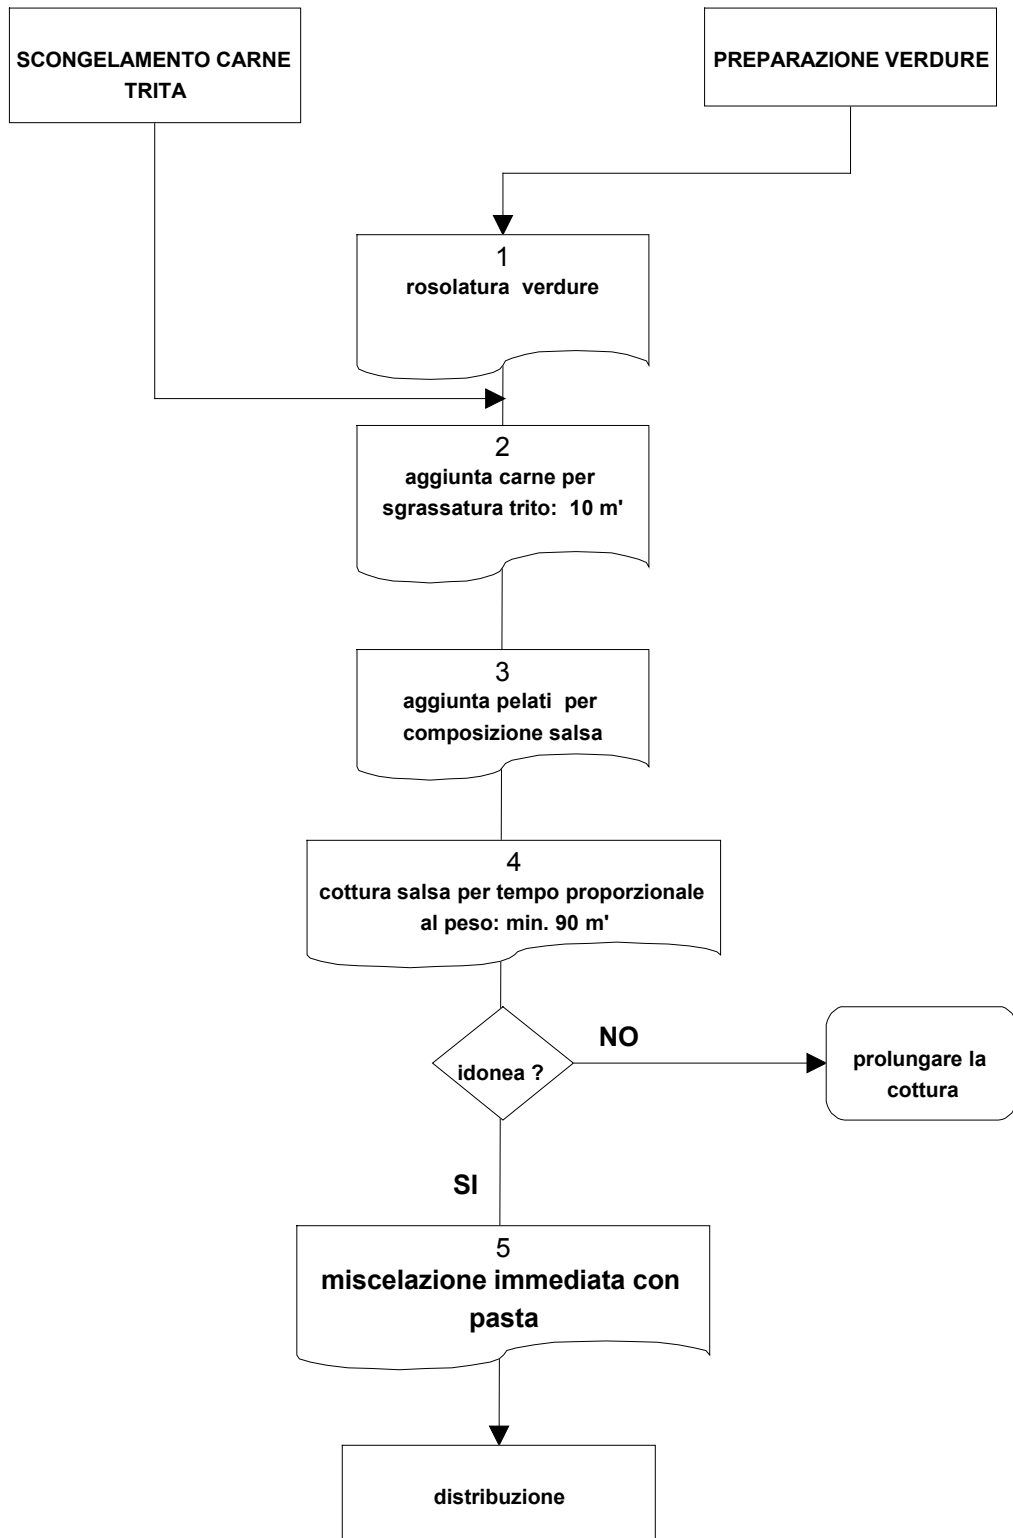 SCONGELAMENTO CARNE
TRITA
PREPARAZIONE VERDURE
1
rosolatura verdure
2
aggiunta carne per
sgrassatura trito: 10 m'
3
aggiunta pelati per
composizione salsa
4
cottura salsa per tempo proporzionale
al peso: min. 90 m'
idonea ?
NO
prolungare la
cottura
SI
5
miscelazione immediata con
pasta
distribuzione